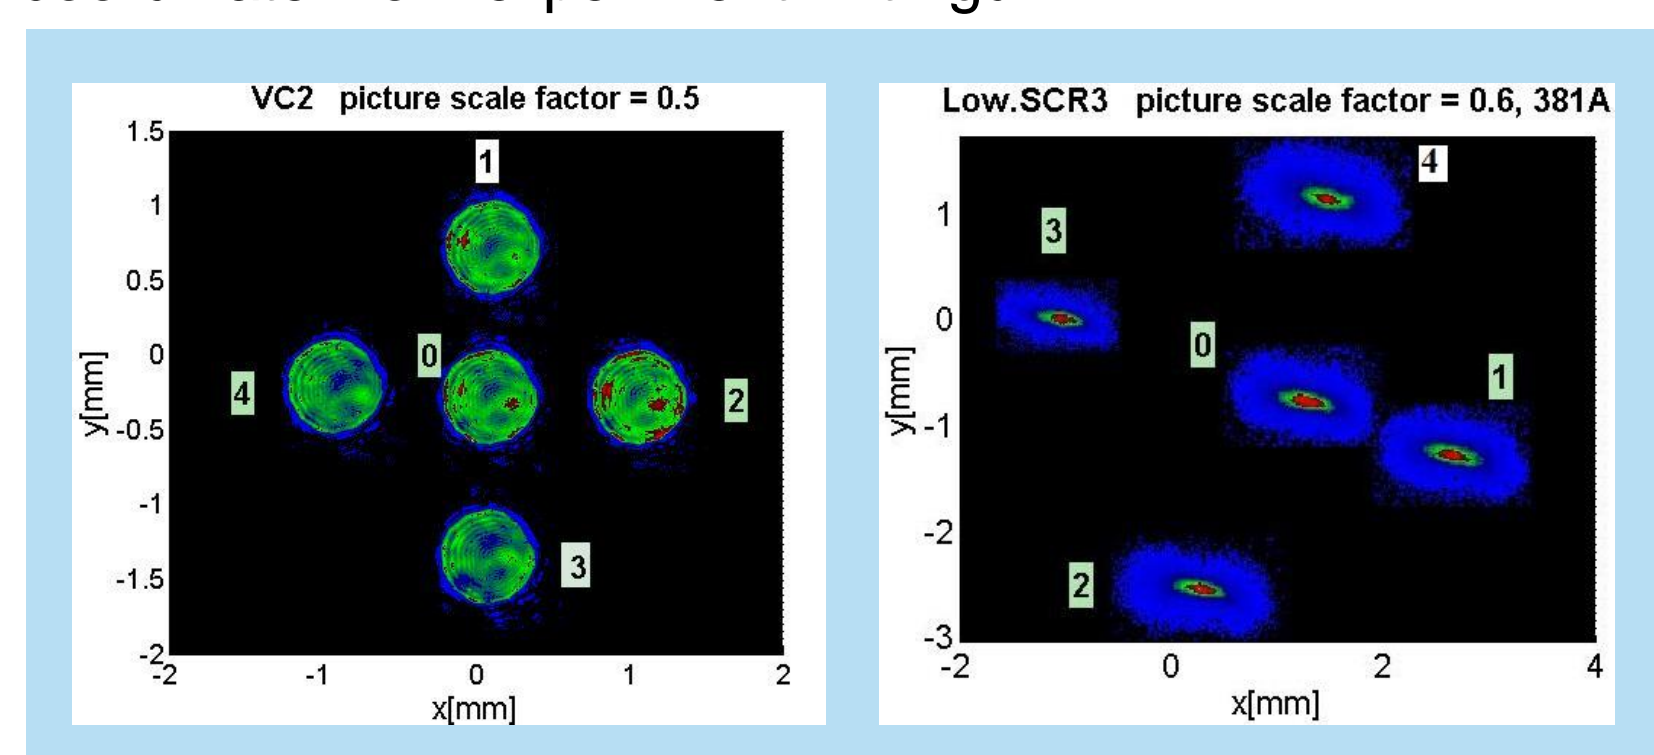 VC2 picture scale factor = 0.5
1.5
1
0.5
0
-0.5
-1
-1.5
-2
y[mm]
1
0
4
2
3
-2 -1 0 1 2
x[mm]
Low.SCR3 picture scale factor = 0.6, 381A
1
0
-1
-2
-3
y[mm]
4
3
0
1
2
-2 0 2 4
x[mm]